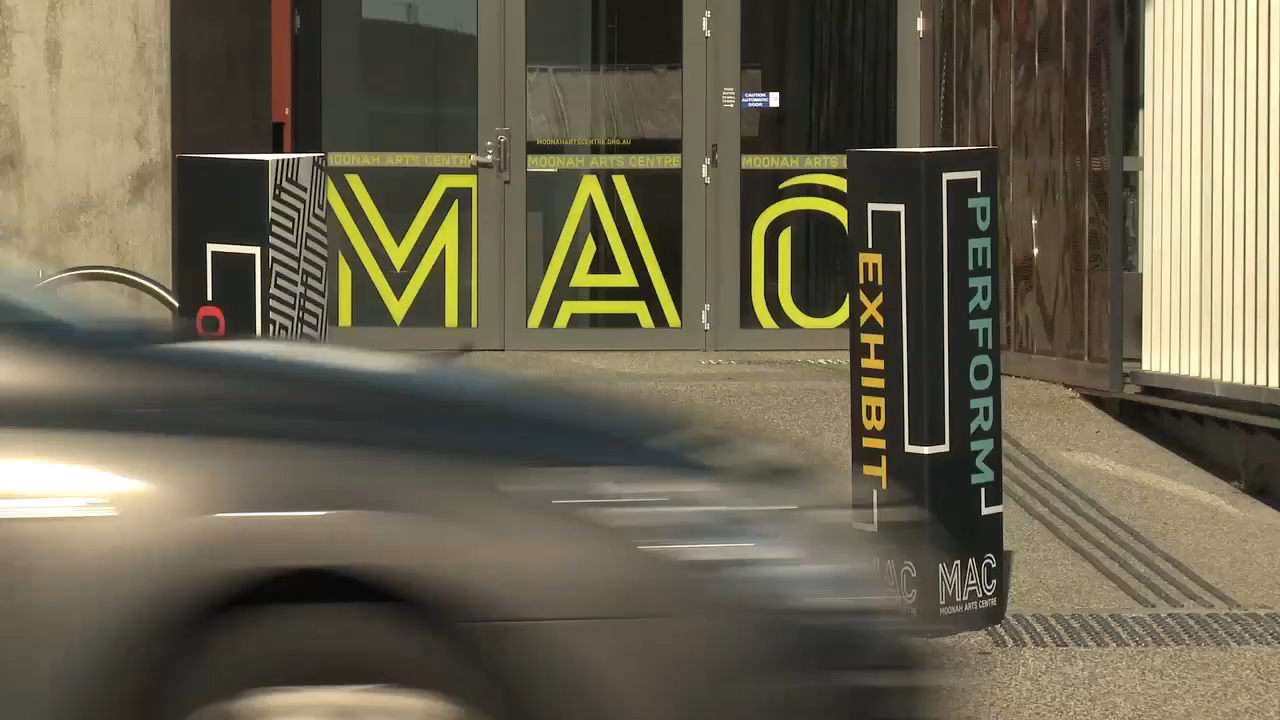 CAUTION
AUTOMATIC
DOOR
MOONAHARTSCENTRE.ORG.AU
MOONAH ARTS CENTRE
MOONAH ARTS CENTRE
MOONAH ARTS C
MAC
EXHIBIT
PERFORM
AC
MAC
MOONAH ARTS CENTRE